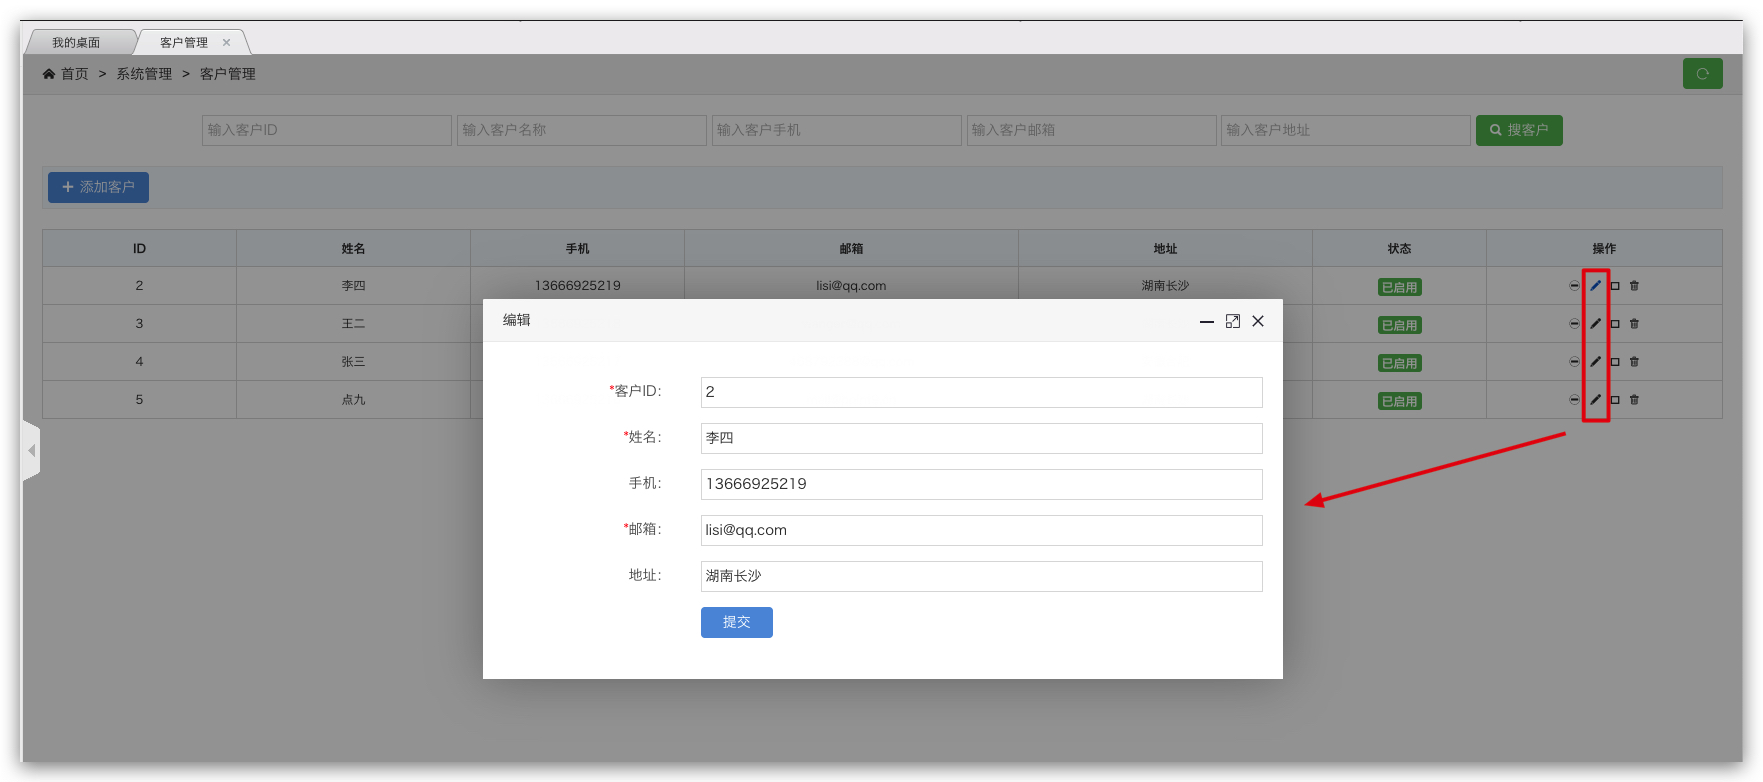 我的桌面 客户管理
首页 > 系统管理 > 客户管理
输入客户ID 输入客户名称 输入客户手机 输入客户邮箱 输入客户地址 搜客户
添加客户
ID 姓名 手机 邮箱 地址 状态 操作
2 李四 13666925219 lisi@qq.com 湖南长沙 已启用
3 王二 已启用
4 张三 已启用
5 点九 已启用
编辑
*客户ID： 2
*姓名： 李四
手机： 13666925219
*邮箱： lisi@qq.com
地址： 湖南长沙
提交